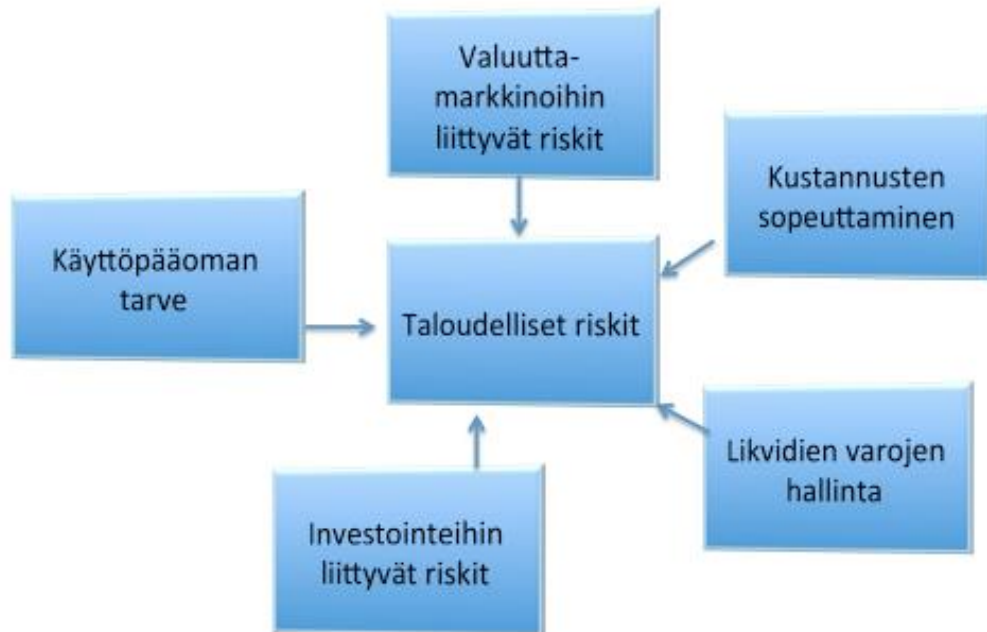 Valuutta-
markkinoihin
liittyvät riskit
Kustannusten
sopeuttaminen
Käyttöpääoman
tarve
Taloudelliset riskit
Likvidien varojen
hallinta
Investointeihin
liittyvät riskit